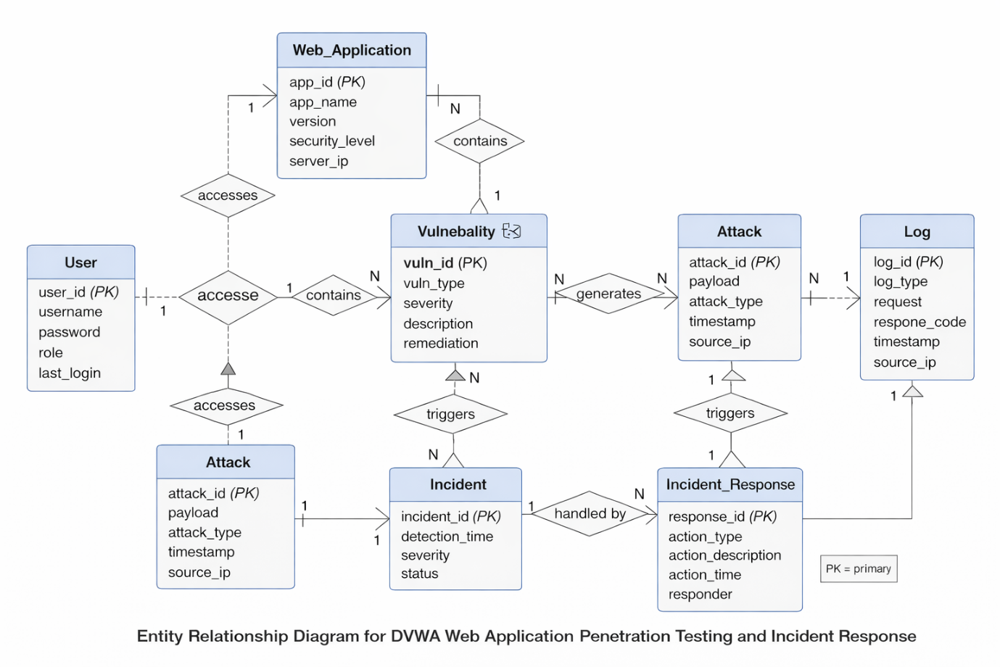 Web_Application
app_id (PK)
app_name
version
security_level
server_ip
1
N
contains
1
accesses
User
user_id (PK)
username
password
role
last_login
1
accesse
1
contains
N
Vulnebality
vuln_id (PK)
vuln_type
severity
description
remediation
N
generates
N
Attack
attack_id (PK)
payload
attack_type
timestamp
source_ip
N
1
Log
log_id (PK)
log_type
request
respone_code
timestamp
source_ip
accesses
1
N
triggers
N
1
triggers
1
1
Attack
attack_id (PK)
payload
attack_type
timestamp
source_ip
1
1
Incident
incident_id (PK)
detection_time
severity
status
1
handled by
N
Incident_Response
response_id (PK)
action_type
action_description
action_time
responder
PK = primary
Entity Relationship Diagram for DVWA Web Application Penetration Testing and Incident Response